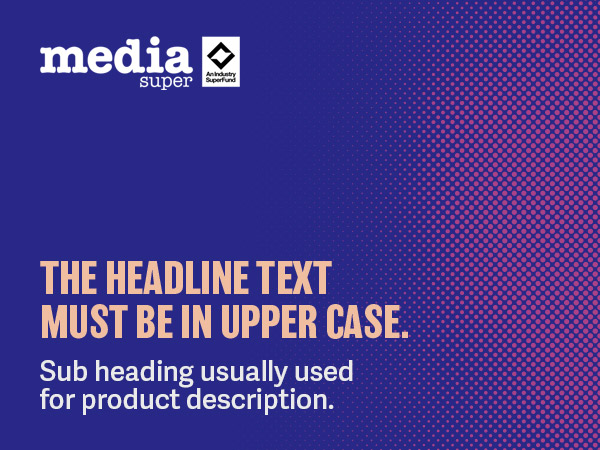 media
super
An Industry
SuperFund
THE HEADLINE TEXT
MUST BE IN UPPER CASE.
Sub heading usually used
for product description.